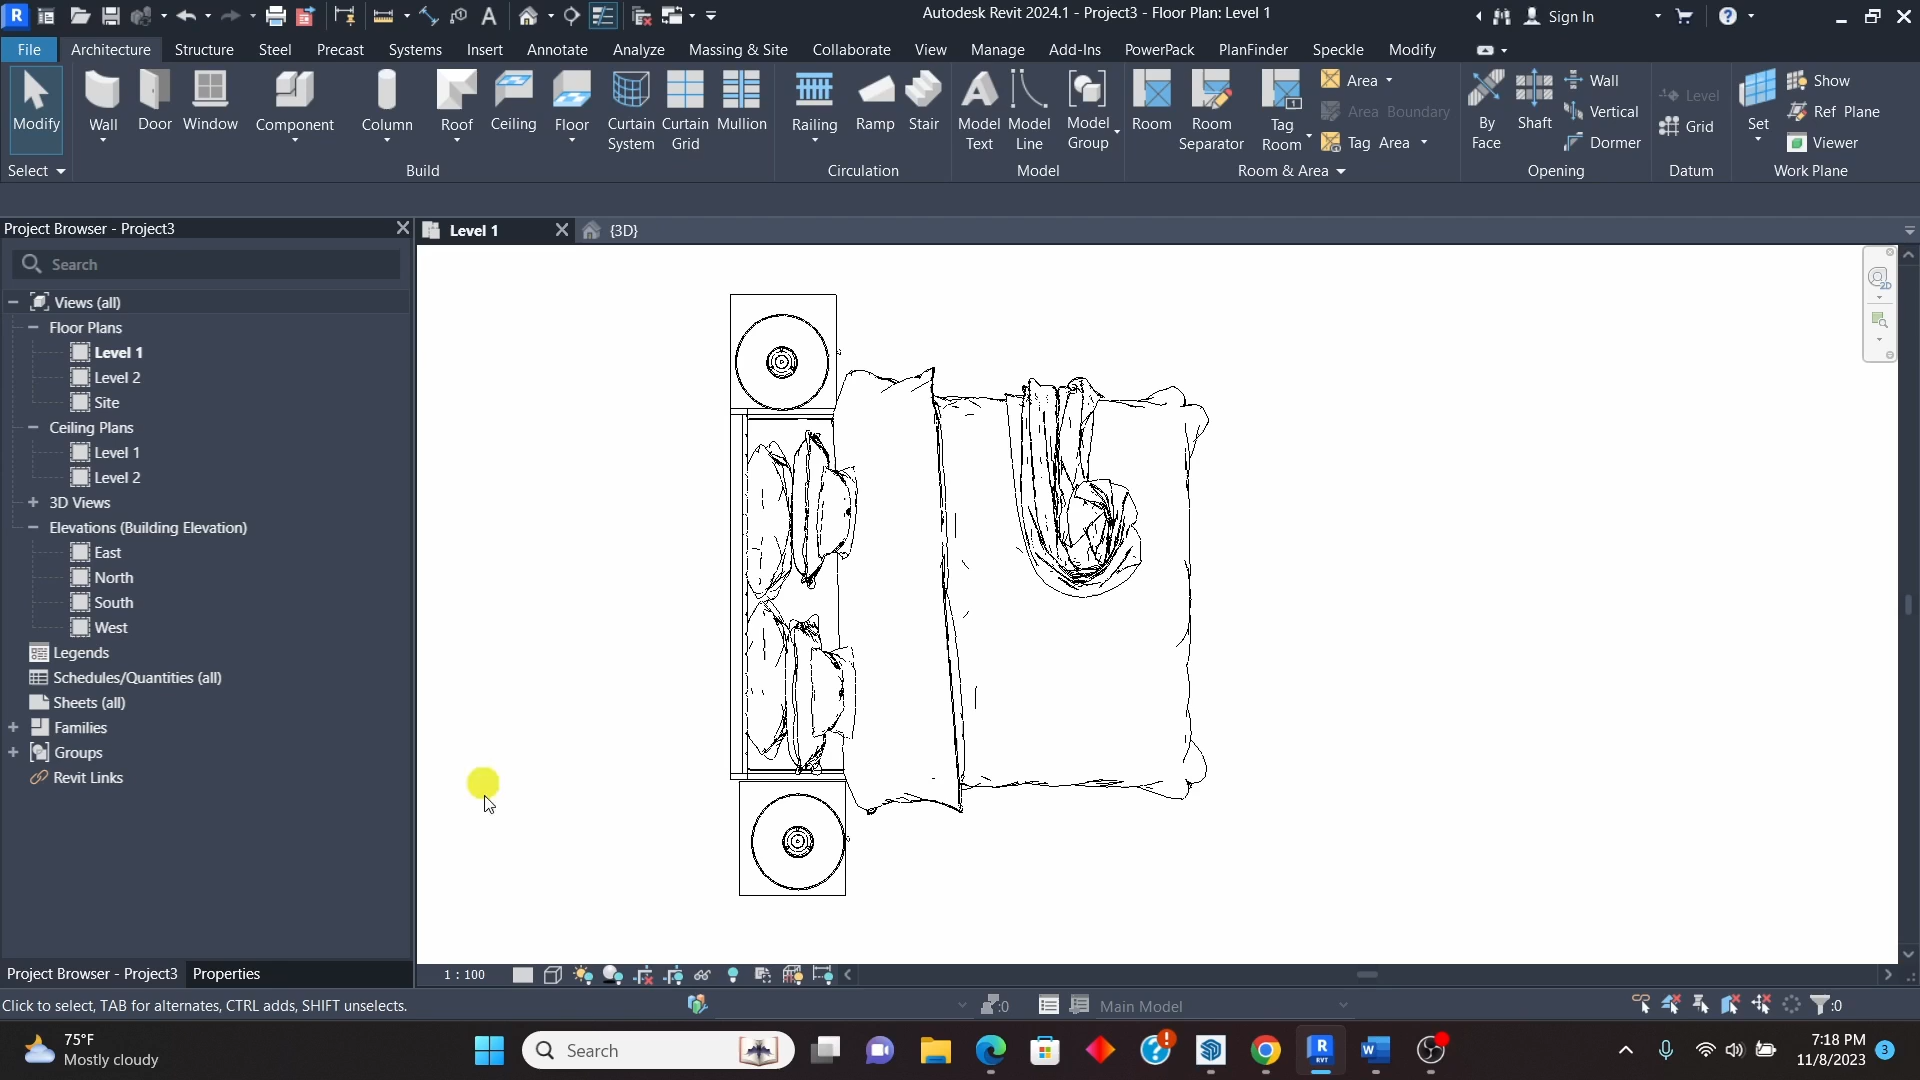 Autodesk Revit 2024.1 - Project3 - Floor Plan: Level 1
Sign In
File Architecture Structure Steel Precast Systems Insert Annotate Analyze Massing & Site Collaborate View Manage Add-Ins PowerPack PlanFinder Speckle Modify
Modify
Wall
Door
Window
Component
Column
Roof
Ceiling
Floor
Curtain System
Curtain Grid
Mullion
Railing
Ramp
Stair
Model Text
Model Line
Model Group
Room
Room Separator
Tag Room
Area
Area Boundary
Tag Area
By Face
Shaft
Wall
Vertical
Dormer
Level
Grid
Set
Show
Ref Plane
Viewer
Select
Build
Circulation
Model
Room & Area
Opening
Datum
Work Plane
Project Browser - Project3
Level 1
{3D}
Search
2D
Views (all)
Floor Plans
Level 1
Level 2
Site
Ceiling Plans
Level 1
Level 2
3D Views
Elevations (Building Elevation)
East
North
South
West
Legends
Schedules/Quantities (all)
Sheets (all)
Families
Groups
Revit Links
Project Browser - Project3
Properties
1 : 100
Click to select, TAB for alternates, CTRL adds, SHIFT unselects.
:0
Main Model
:0
75°F
Mostly cloudy
Search
7:18 PM
11/8/2023
3